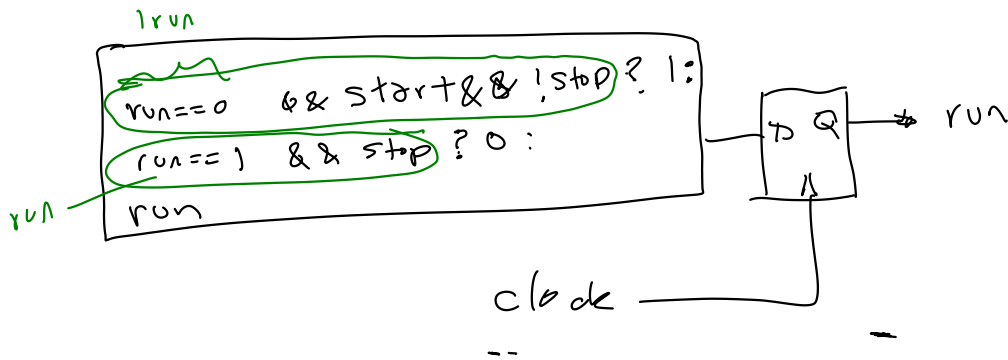 !run
run==0 && start && !stop ? 1:
run==1 && stop ? 0 :
run
run
D Q
run
clock